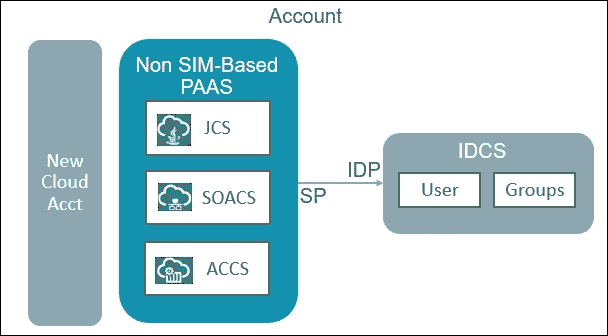 Account
New
Cloud
Acct
Non SIM-Based
PAAS
JCS
SOACS
ACCS
IDP
SP
IDCS
User
Groups